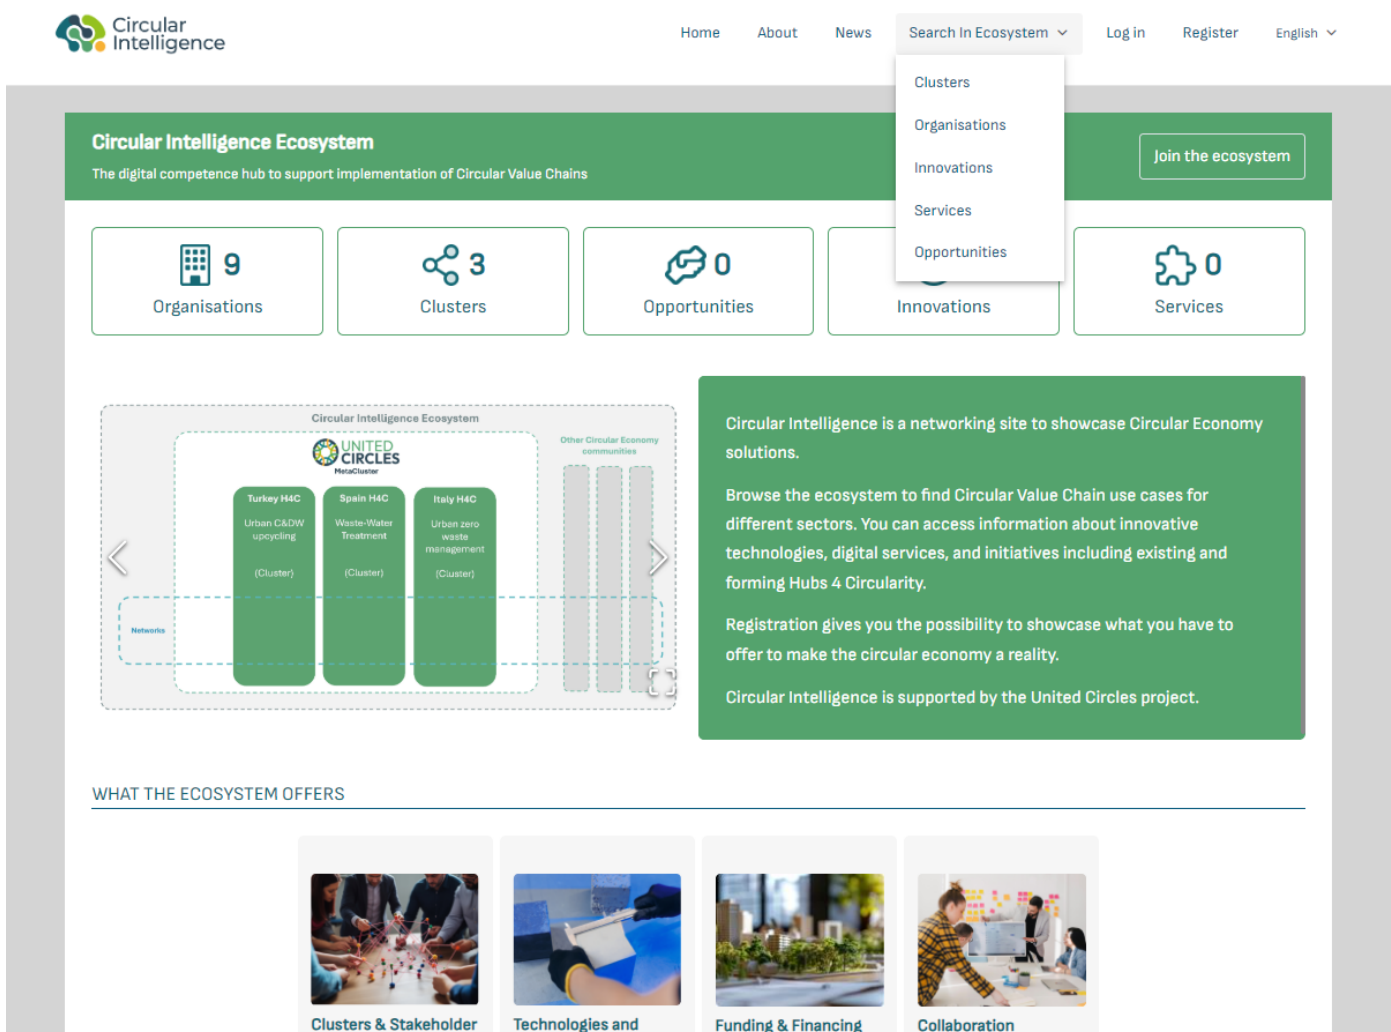 Circular
Intelligence
Home
About
News
Search In Ecosystem
Log in
Register
English
Clusters
Organisations
Innovations
Services
Opportunities
Circular Intelligence Ecosystem
The digital competence hub to support implementation of Circular Value Chains
Join the ecosystem
9
Organisations
3
Clusters
0
Opportunities
Innovations
0
Services
Circular Intelligence Ecosystem
UNITED
CIRCLES
MetaCluster
Other Circular Economy
communities
Turkey H4C
Urban C&DW
upcycling
(Cluster)
Spain H4C
Waste-Water
Treatment
(Cluster)
Italy H4C
Urban zero
waste
management
(Cluster)
Networks
Circular Intelligence is a networking site to showcase Circular Economy
solutions.
Browse the ecosystem to find Circular Value Chain use cases for
different sectors. You can access information about innovative
technologies, digital services, and initiatives including existing and
forming Hubs 4 Circularity.
Registration gives you the possibility to showcase what you have to
offer to make the circular economy a reality.
Circular Intelligence is supported by the United Circles project.
WHAT THE ECOSYSTEM OFFERS
Clusters & Stakeholder
Technologies and
Funding & Financing
Collaboration